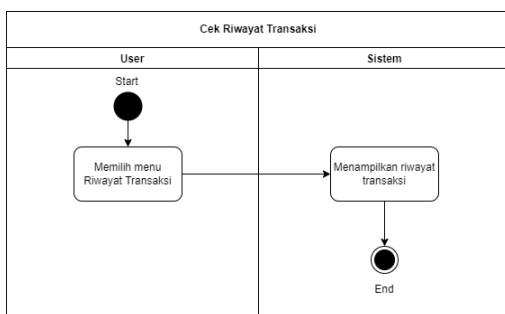 Cek Riwayat Transaksi
User
Sistem
Start
Memilih menu
Riwayat Transaksi
Menampilkan riwayat
transaksi
End